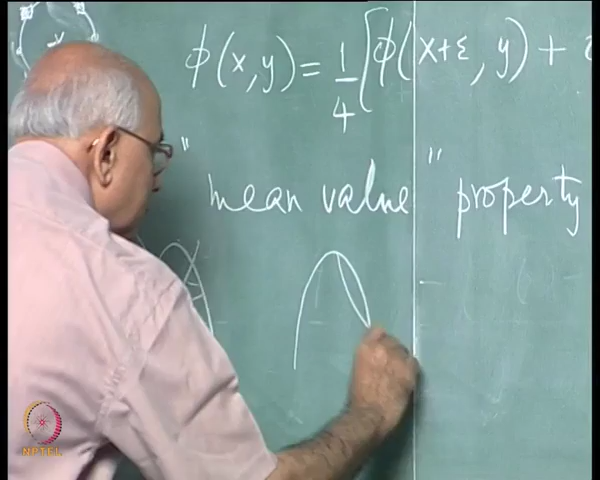 ϕ(x,y) = 1/4 [ϕ(x+ε, y) +
"mean value" property
NPTEL